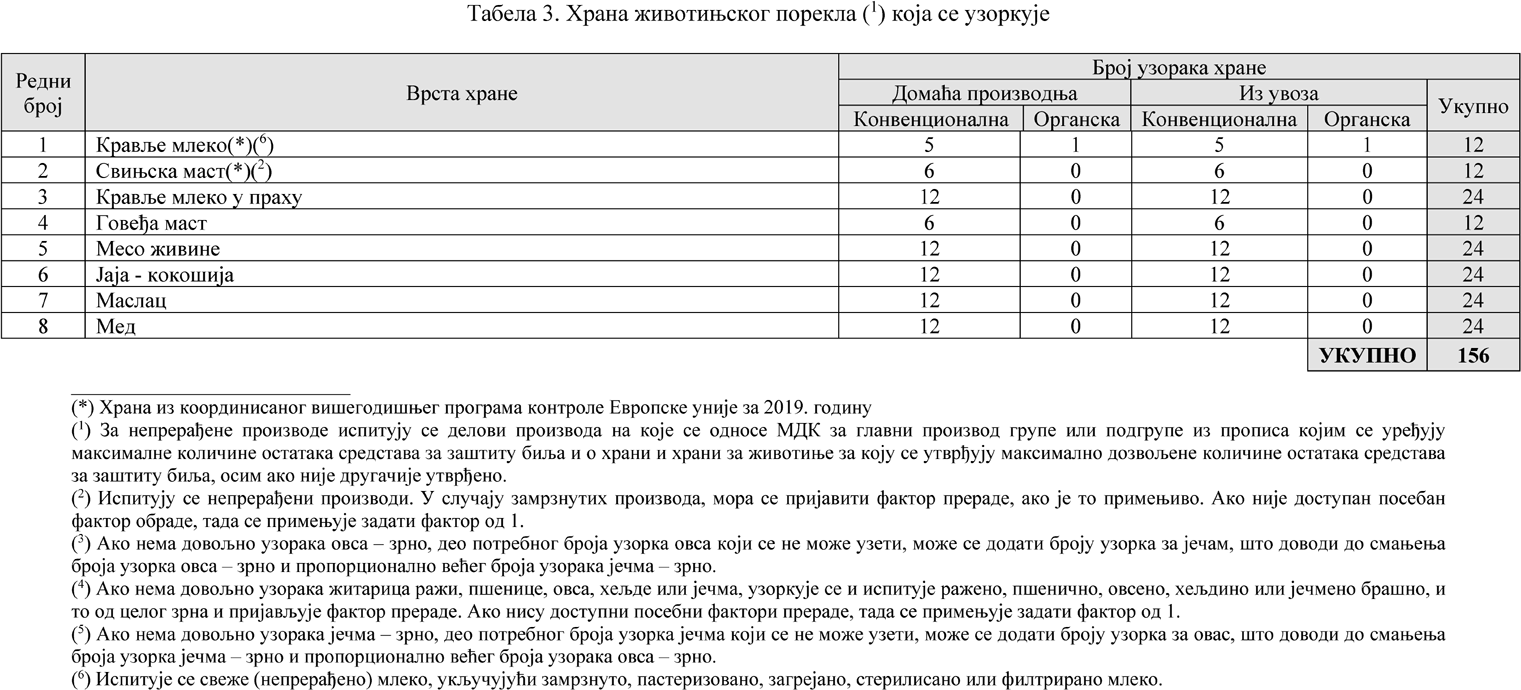 Табела 3. Храна животињског порекла (¹) која се узоркује
Редни број | Врста хране | Број узорака хране
Домаћа производња | Из увоза | Укупно
Конвенционална | Органска | Конвенционална | Органска
1 | Кравље млеко(*)(⁶) | 5 | 1 | 5 | 1 | 12
2 | Свињска маст(*)(²) | 6 | 0 | 6 | 0 | 12
3 | Кравље млеко у праху | 12 | 0 | 12 | 0 | 24
4 | Говеђа маст | 6 | 0 | 6 | 0 | 12
5 | Месо живине | 12 | 0 | 12 | 0 | 24
6 | Јаја - кокошија | 12 | 0 | 12 | 0 | 24
7 | Маслац | 12 | 0 | 12 | 0 | 24
8 | Мед | 12 | 0 | 12 | 0 | 24
УКУПНО | 156
(*) Храна из координисаног вишегодишњег програма контроле Европске уније за 2019. годину
(¹) За непрерађене производе испитују се делови производа на које се односе МДК за главни производ групе или подгрупе из прописа којим се уређују
максималне количине остатака средстава за заштиту биља и о храни и храни за животиње за коју се утврђују максимално дозвољене количине остатака средстава
за заштиту биља, осим ако није другачије утврђено.
(²) Испитују се непрерађени производи. У случају замрзнутих производа, мора се пријавити фактор прераде, ако је то примењиво. Ако није доступан посебан
фактор обраде, тада се примењује задати фактор од 1.
(³) Ако нема довољно узорака овса – зрно, део потребног броја узорка овса који се не може узети, може се додати броју узорка за јечам, што доводи до смањења
броја узорка овса – зрно и пропорционално већег броја узорака јечма – зрно.
(⁴) Ако нема довољно узорака житарица ражи, пшенице, овса, хељде или јечма, узоркује се и испитује ражено, пшенично, овсено, хељдино или јечмено брашно, и
то од целог зрна и пријављује фактор прераде. Ако нису доступни посебни фактори прераде, тада се примењује задати фактор од 1.
(⁵) Ако нема довољно узорака јечма – зрно, део потребног броја узорка јечма који се не може узети, може се додати броју узорка за овас, што доводи до смањења
броја узорка јечма – зрно и пропорционално већег броја узорака овса – зрно.
(⁶) Испитује се свеже (непрерађено) млеко, укључујући замрзнуто, пастеризовано, загрејано, стерилисано или филтрирано млеко.